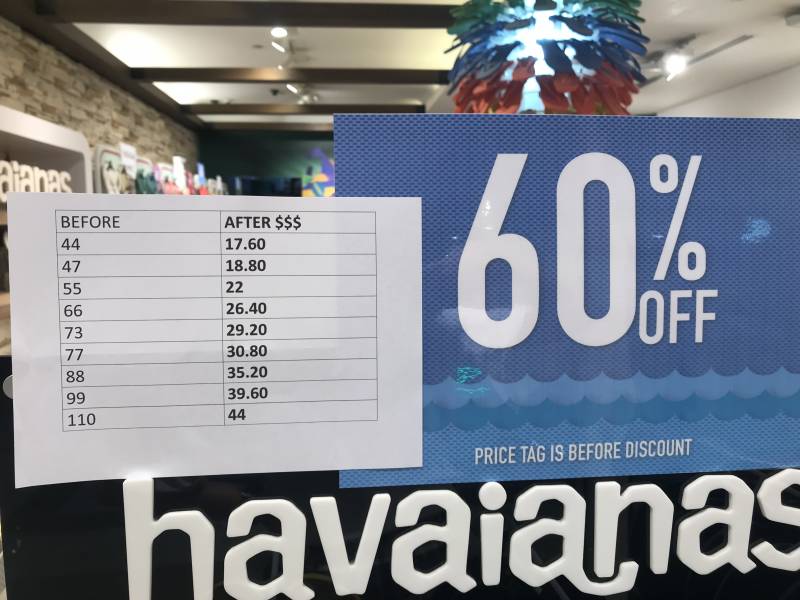 aianas
BEFORE AFTER $$$
44 17.60
47 18.80
55 22
66 26.40
73 29.20
77 30.80
88 35.20
99 39.60
110 44
60%
OFF
PRICE TAG IS BEFORE DISCOUNT
havaianas